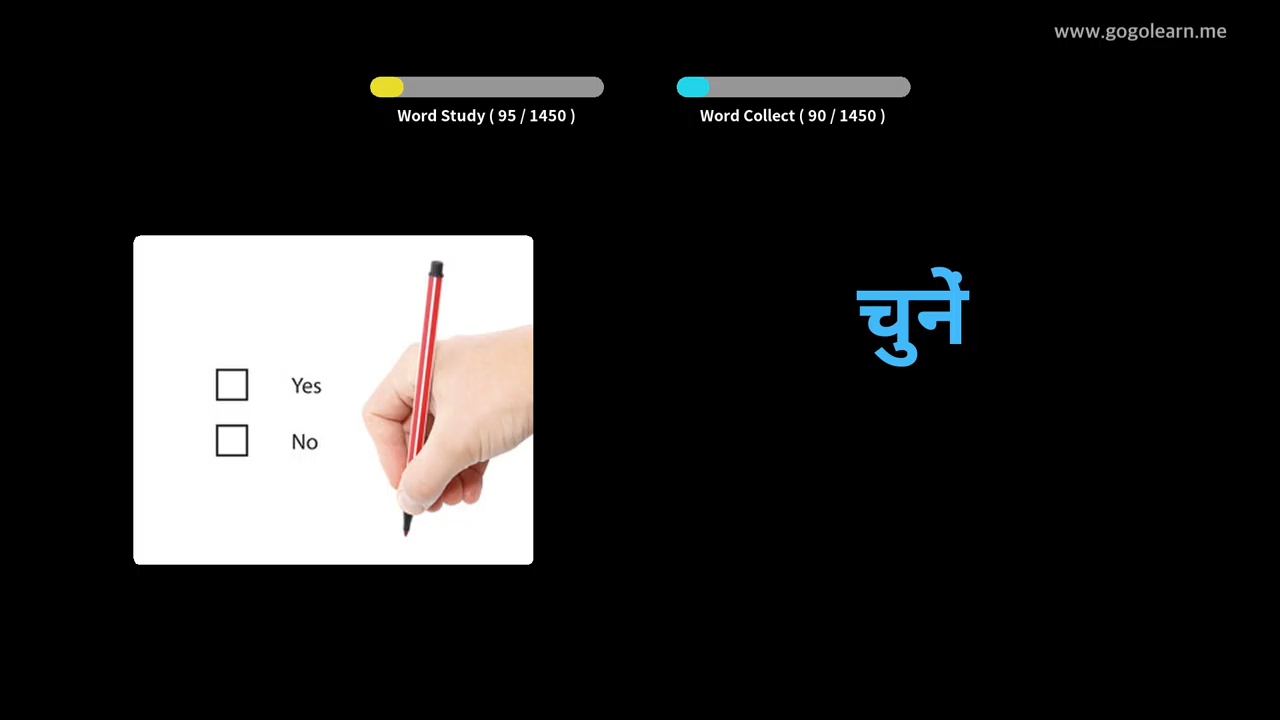 www.gogolearn.me
Word Study ( 95 / 1450 )
Word Collect ( 90 / 1450 )
चुनें
Yes
No